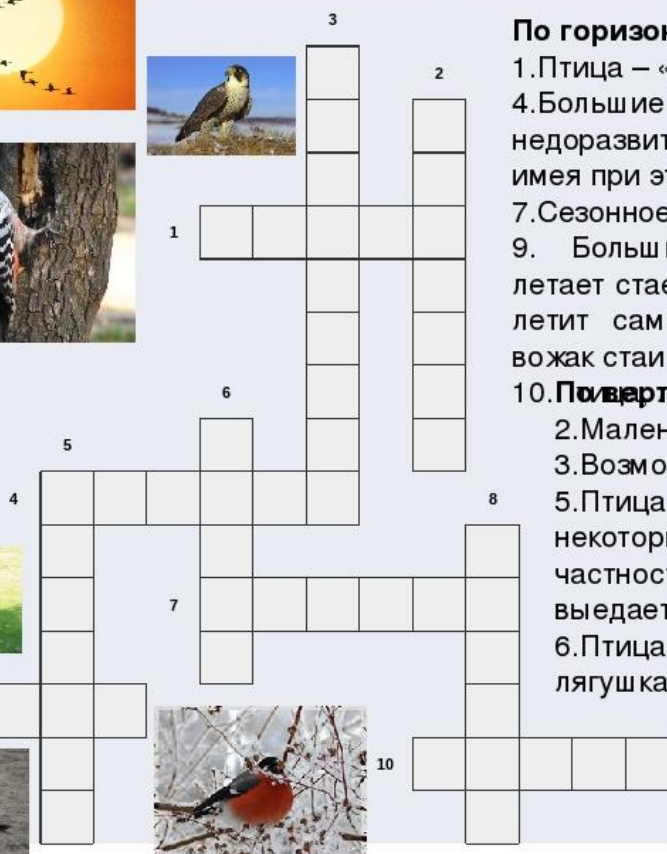 3
2
1
6
5
4
8
7
10
По горизон
1.Птица – «
4.Большие
недоразвит
имея при эт
7.Сезонное
9. Больш
летает стае
летит сам
вожак стаи
10.
По верт
2.Мален
3.Возмо
5.Птица
некотор
частнос
выедает
6.Птица
лягушка